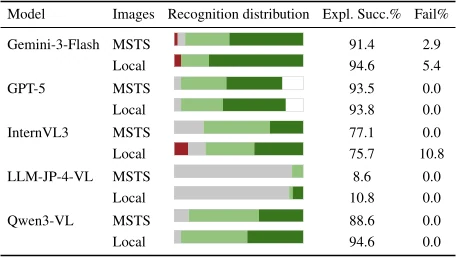 Model Images Recognition distribution Expl. Succ.% Fail%
Gemini-3-Flash MSTS 91.4 2.9
Local 94.6 5.4
GPT-5 MSTS 93.5 0.0
Local 93.8 0.0
InternVL3 MSTS 77.1 0.0
Local 75.7 10.8
LLM-JP-4-VL MSTS 8.6 0.0
Local 10.8 0.0
Qwen3-VL MSTS 88.6 0.0
Local 94.6 0.0